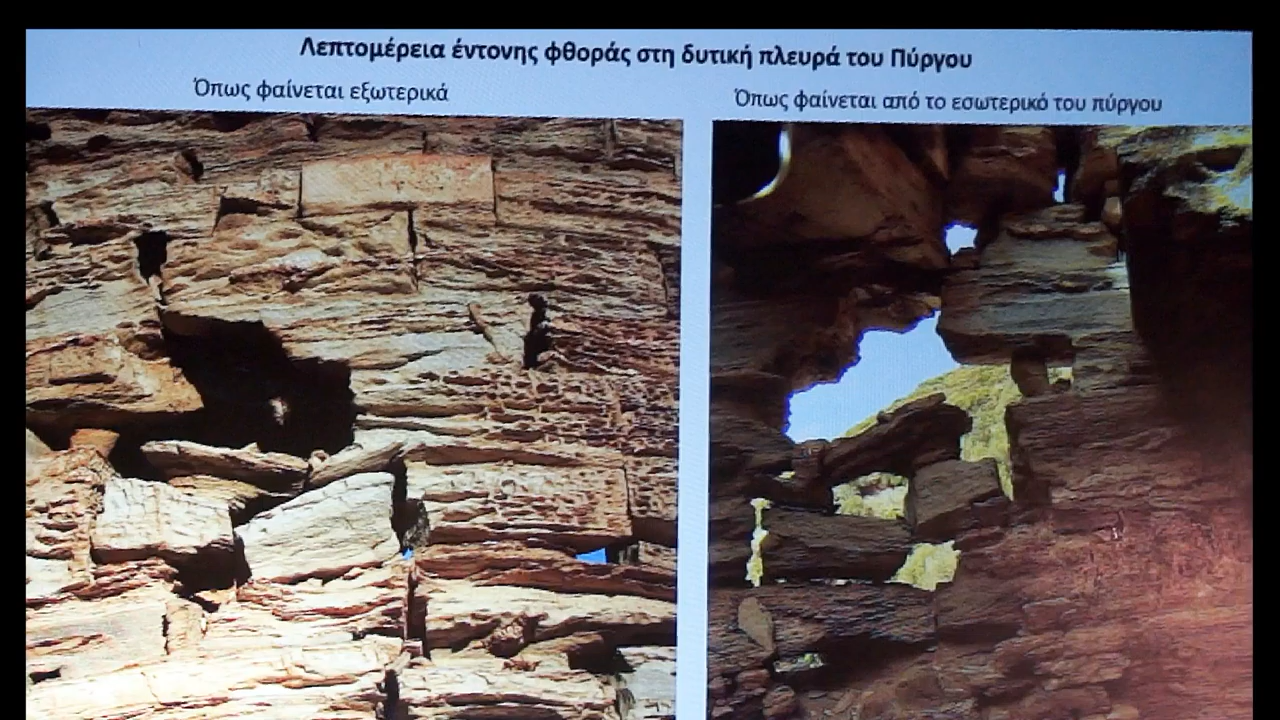 Λεπτομέρεια έντονης φθοράς στη δυτική πλευρά του Πύργου
Όπως φαίνεται εξωτερικά
Όπως φαίνεται από το εσωτερικό του πύργου